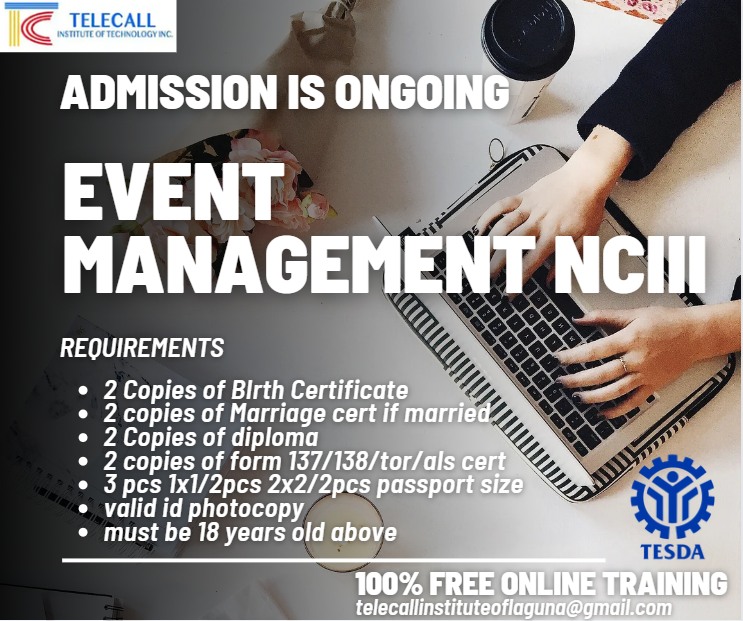 TELECALL
INSTITUTE OF TECHNOLOGY INC.
ADMISSION IS ONGOING
EVENT
MANAGEMENT NCIII
REQUIREMENTS
• 2 Copies of BIrth Certificate
• 2 copies of Marriage cert if married
• 2 Copies of diploma
• 2 copies of form 137/138/tor/als cert
• 3 pcs 1x1/2pcs 2x2/2pcs passport size
• valid id photocopy
• must be 18 years old above
TESDA
100% FREE ONLINE TRAINING
telecallinstituteoflaguna@gmail.com